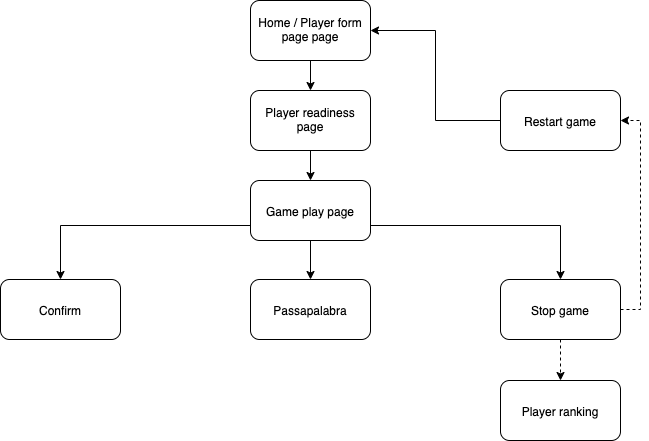 Home / Player form
page page
Player readiness
page
Restart game
Game play page
Confirm
Passapalabra
Stop game
Player ranking